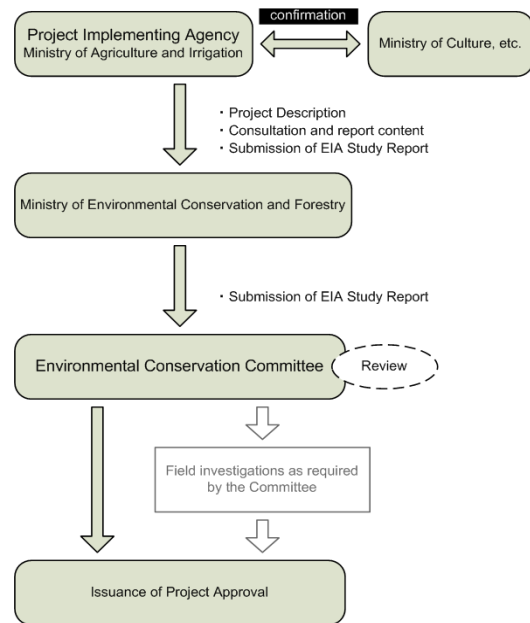 confirmation
Project Implementing Agency
Ministry of Agriculture and Irrigation
Ministry of Culture, etc.
・Project Description
・Consultation and report content
・Submission of EIA Study Report
Ministry of Environmental Conservation and Forestry
・Submission of EIA Study Report
Environmental Conservation Committee
Review
Field investigations as required
by the Committee
Issuance of Project Approval